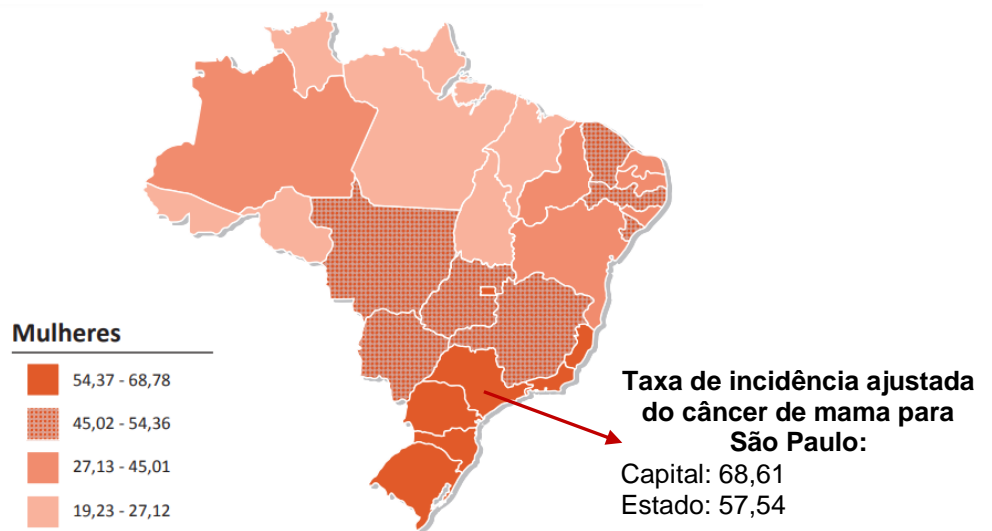 Mulheres
54,37 - 68,78
45,02 - 54,36
27,13 - 45,01
19,23 - 27,12
Taxa de incidência ajustada
do câncer de mama para
São Paulo:
Capital: 68,61
Estado: 57,54